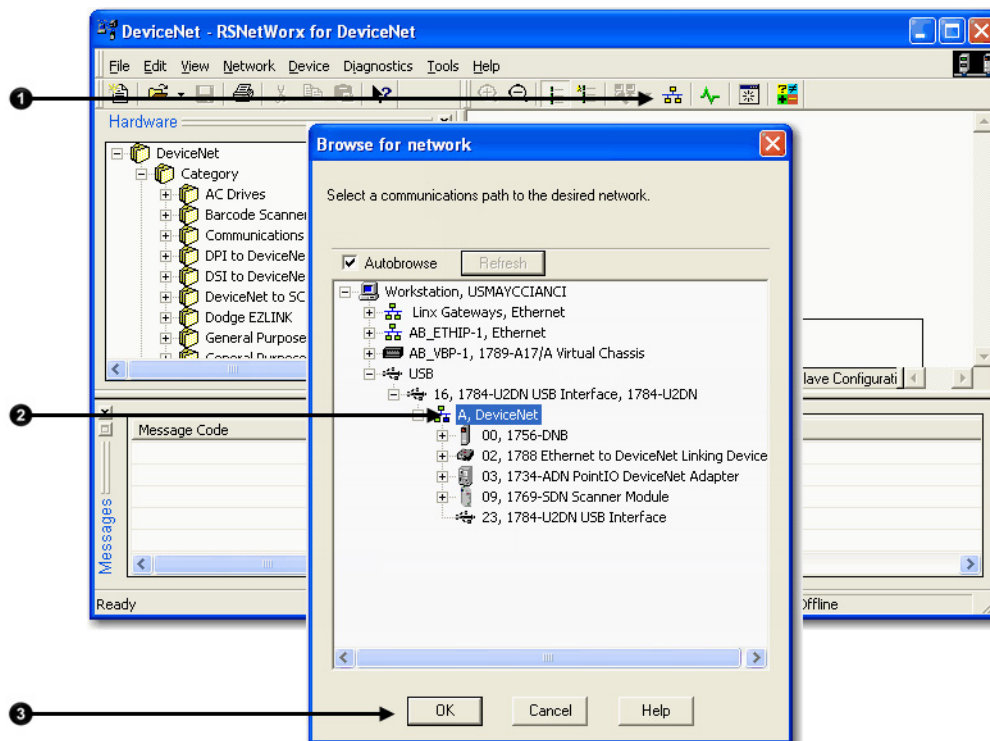 DeviceNet - RSNetWorx for DeviceNet
File Edit View Network Device Diagnostics Tools Help
1
Hardware
DeviceNet
Category
AC Drives
Barcode Scanner
Communications
DPI to DeviceNe
DSI to DeviceNe
DeviceNet to SC
Dodge EZLINK
General Purpose
General Purpose
Browse for network
Select a communications path to the desired network.
Autobrowse Refresh
Workstation, USMAYCCIANCI
Linx Gateways, Ethernet
AB_ETHIP-1, Ethernet
AB_VBP-1, 1789-A17/A Virtual Chassis
USB
16, 1784-U2DN USB Interface, 1784-U2DN
2
A, DeviceNet
00, 1756-DNB
02, 1788 Ethernet to DeviceNet Linking Device
03, 1734-ADN PointIO DeviceNet Adapter
09, 1769-SDN Scanner Module
23, 1784-U2DN USB Interface
lave Configurati
Messages
Message Code
Ready
Offline
3
OK Cancel Help